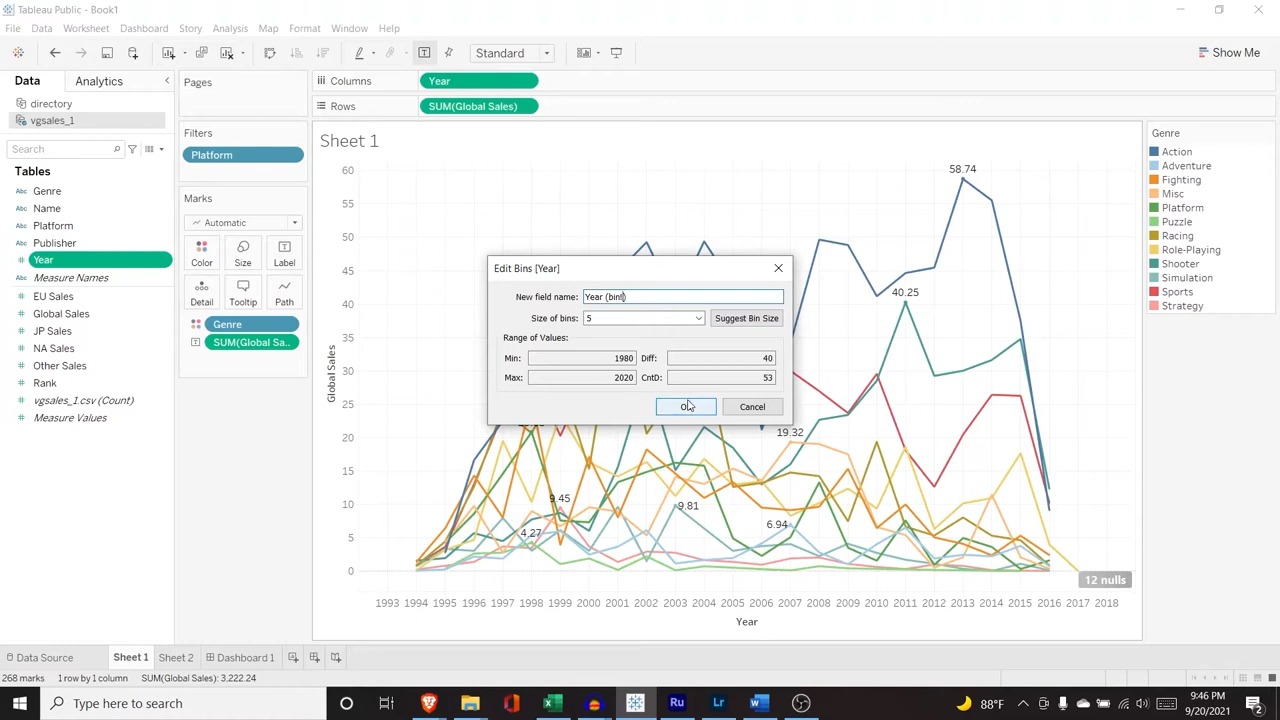 Tableau Public - Book1
File Data Worksheet Dashboard Story Analysis Map Format Window Help
Standard
Show Me
Data Analytics
directory
vgsales_1
Search
Tables
Abc Genre
Abc Name
Abc Platform
Abc Publisher
# Year
Abc Measure Names
# EU Sales
# Global Sales
# JP Sales
# NA Sales
# Other Sales
# Rank
# vgsales_1.csv (Count)
# Measure Values
Pages
Filters
Platform
Marks
Automatic
Color Size Label
Detail Tooltip Path
Genre
SUM(Global Sa..
Columns Year
Rows SUM(Global Sales)
Sheet 1
60
55
50
45
40
35
30
25
20
15
10
5
0
Global Sales
58.74
40.25
19.32
9.45
9.81
4.27
6.94
12 nulls
1993 1994 1995 1996 1997 1998 1999 2000 2001 2002 2003 2004 2005 2006 2007 2008 2009 2010 2011 2012 2013 2014 2015 2016 2017 2018
Year
Edit Bins [Year]
New field name: Year (bint)
Size of bins: 5 Suggest Bin Size
Range of Values:
Min: 1980 Diff: 40
Max: 2020 CntD: 53
Cancel
Genre
Action
Adventure
Fighting
Misc
Platform
Puzzle
Racing
Role-Playing
Shooter
Simulation
Sports
Strategy
Data Source Sheet 1 Sheet 2 Dashboard 1
268 marks 1 row by 1 column SUM(Global Sales): 3,222.24
Type here to search
Ru
Lr
88°F
9:46 PM
9/20/2021
2